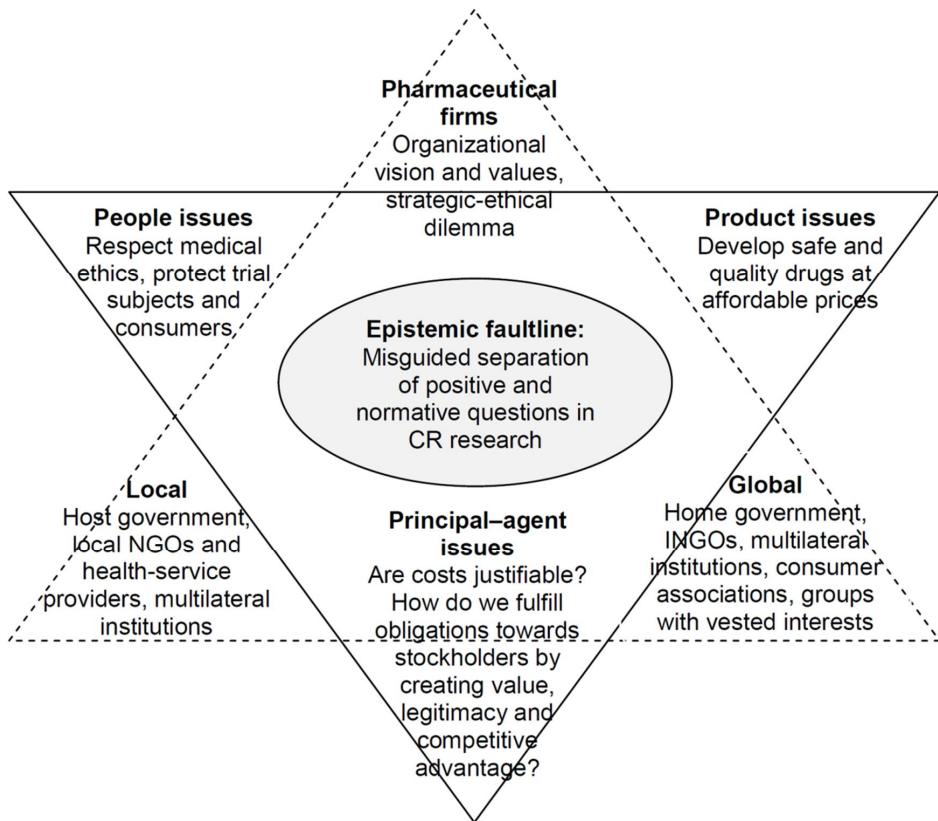 Pharmaceutical
firms
Organizational
vision and values,
strategic-ethical
dilemma
People issues
Respect medical
ethics, protect trial
subjects and
consumers
Product issues
Develop safe and
quality drugs at
affordable prices
Epistemic faultline:
Misguided separation
of positive and
normative questions in
CR research
Local
Host government,
local NGOs and
health-service
providers, multilateral
institutions
Principal–agent
issues
Are costs justifiable?
How do we fulfill
obligations towards
stockholders by
creating value,
legitimacy and
competitive
advantage?
Global
Home government,
INGOs, multilateral
institutions, consumer
associations, groups
with vested interests